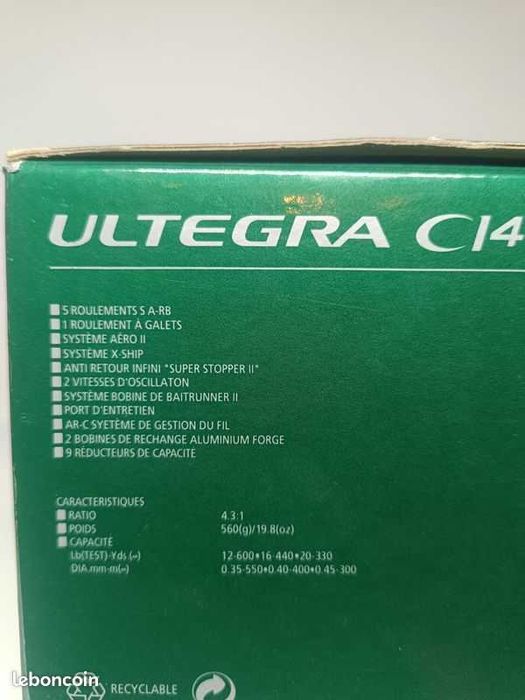 ULTEGRA CI4
5 ROULEMENTS S A-RB
1 ROULEMENT À GALETS
SYSTÈME AÉRO II
SYSTÈME X-SHIP
ANTI RETOUR INFINI "SUPER STOPPER II"
2 VITESSES D'OSCILLATON
SYSTÈME BOBINE DE BAITRUNNER II
PORT D'ENTRETIEN
AR-C SYETÈME DE GESTION DU FIL
2 BOBINES DE RECHANGE ALUMINIUM FORGE
9 RÉDUCTEURS DE CAPACITÉ
CARACTERISTIQUES
RATIO 4.3:1
POIDS 560(g)/19.8(oz)
CAPACITÉ
Lb(TEST)-Yds.(~) 12-600•16-440•20-330
DIA.mm-m(~) 0.35-550•0.40-400•0.45-300
RECYCLABLE
leboncoin